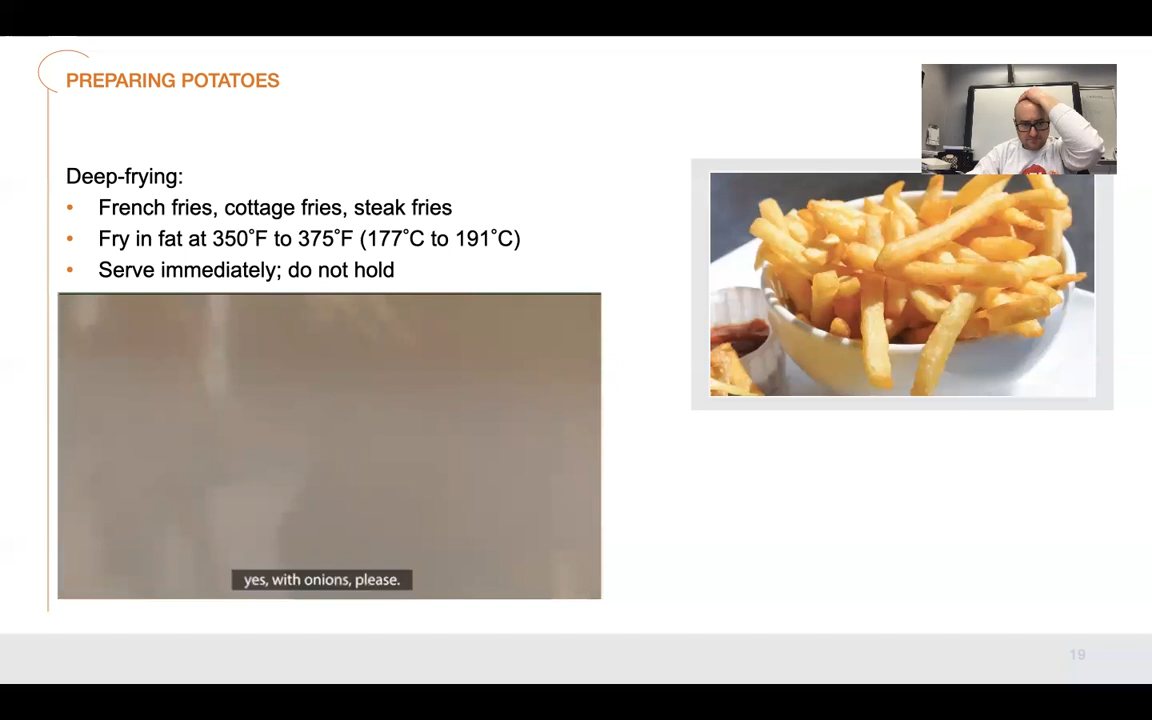 PREPARING POTATOES
Deep-frying:
• French fries, cottage fries, steak fries
• Fry in fat at 350˚F to 375˚F (177˚C to 191˚C)
• Serve immediately; do not hold
yes, with onions, please.
19